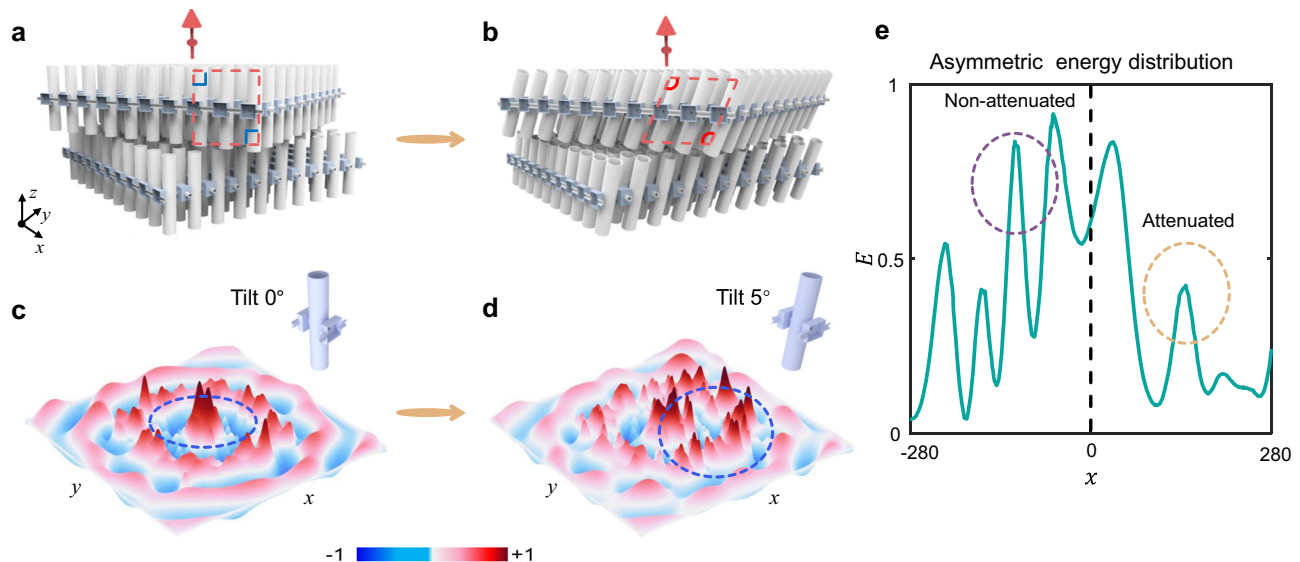 a
b
e
Asymmetric energy distribution
1
Non-attenuated
Attenuated
z
y
x
E
0.5
Tilt 0°
Tilt 5°
c
d
0
-280
0
280
x
y
x
y
x
-1
+1